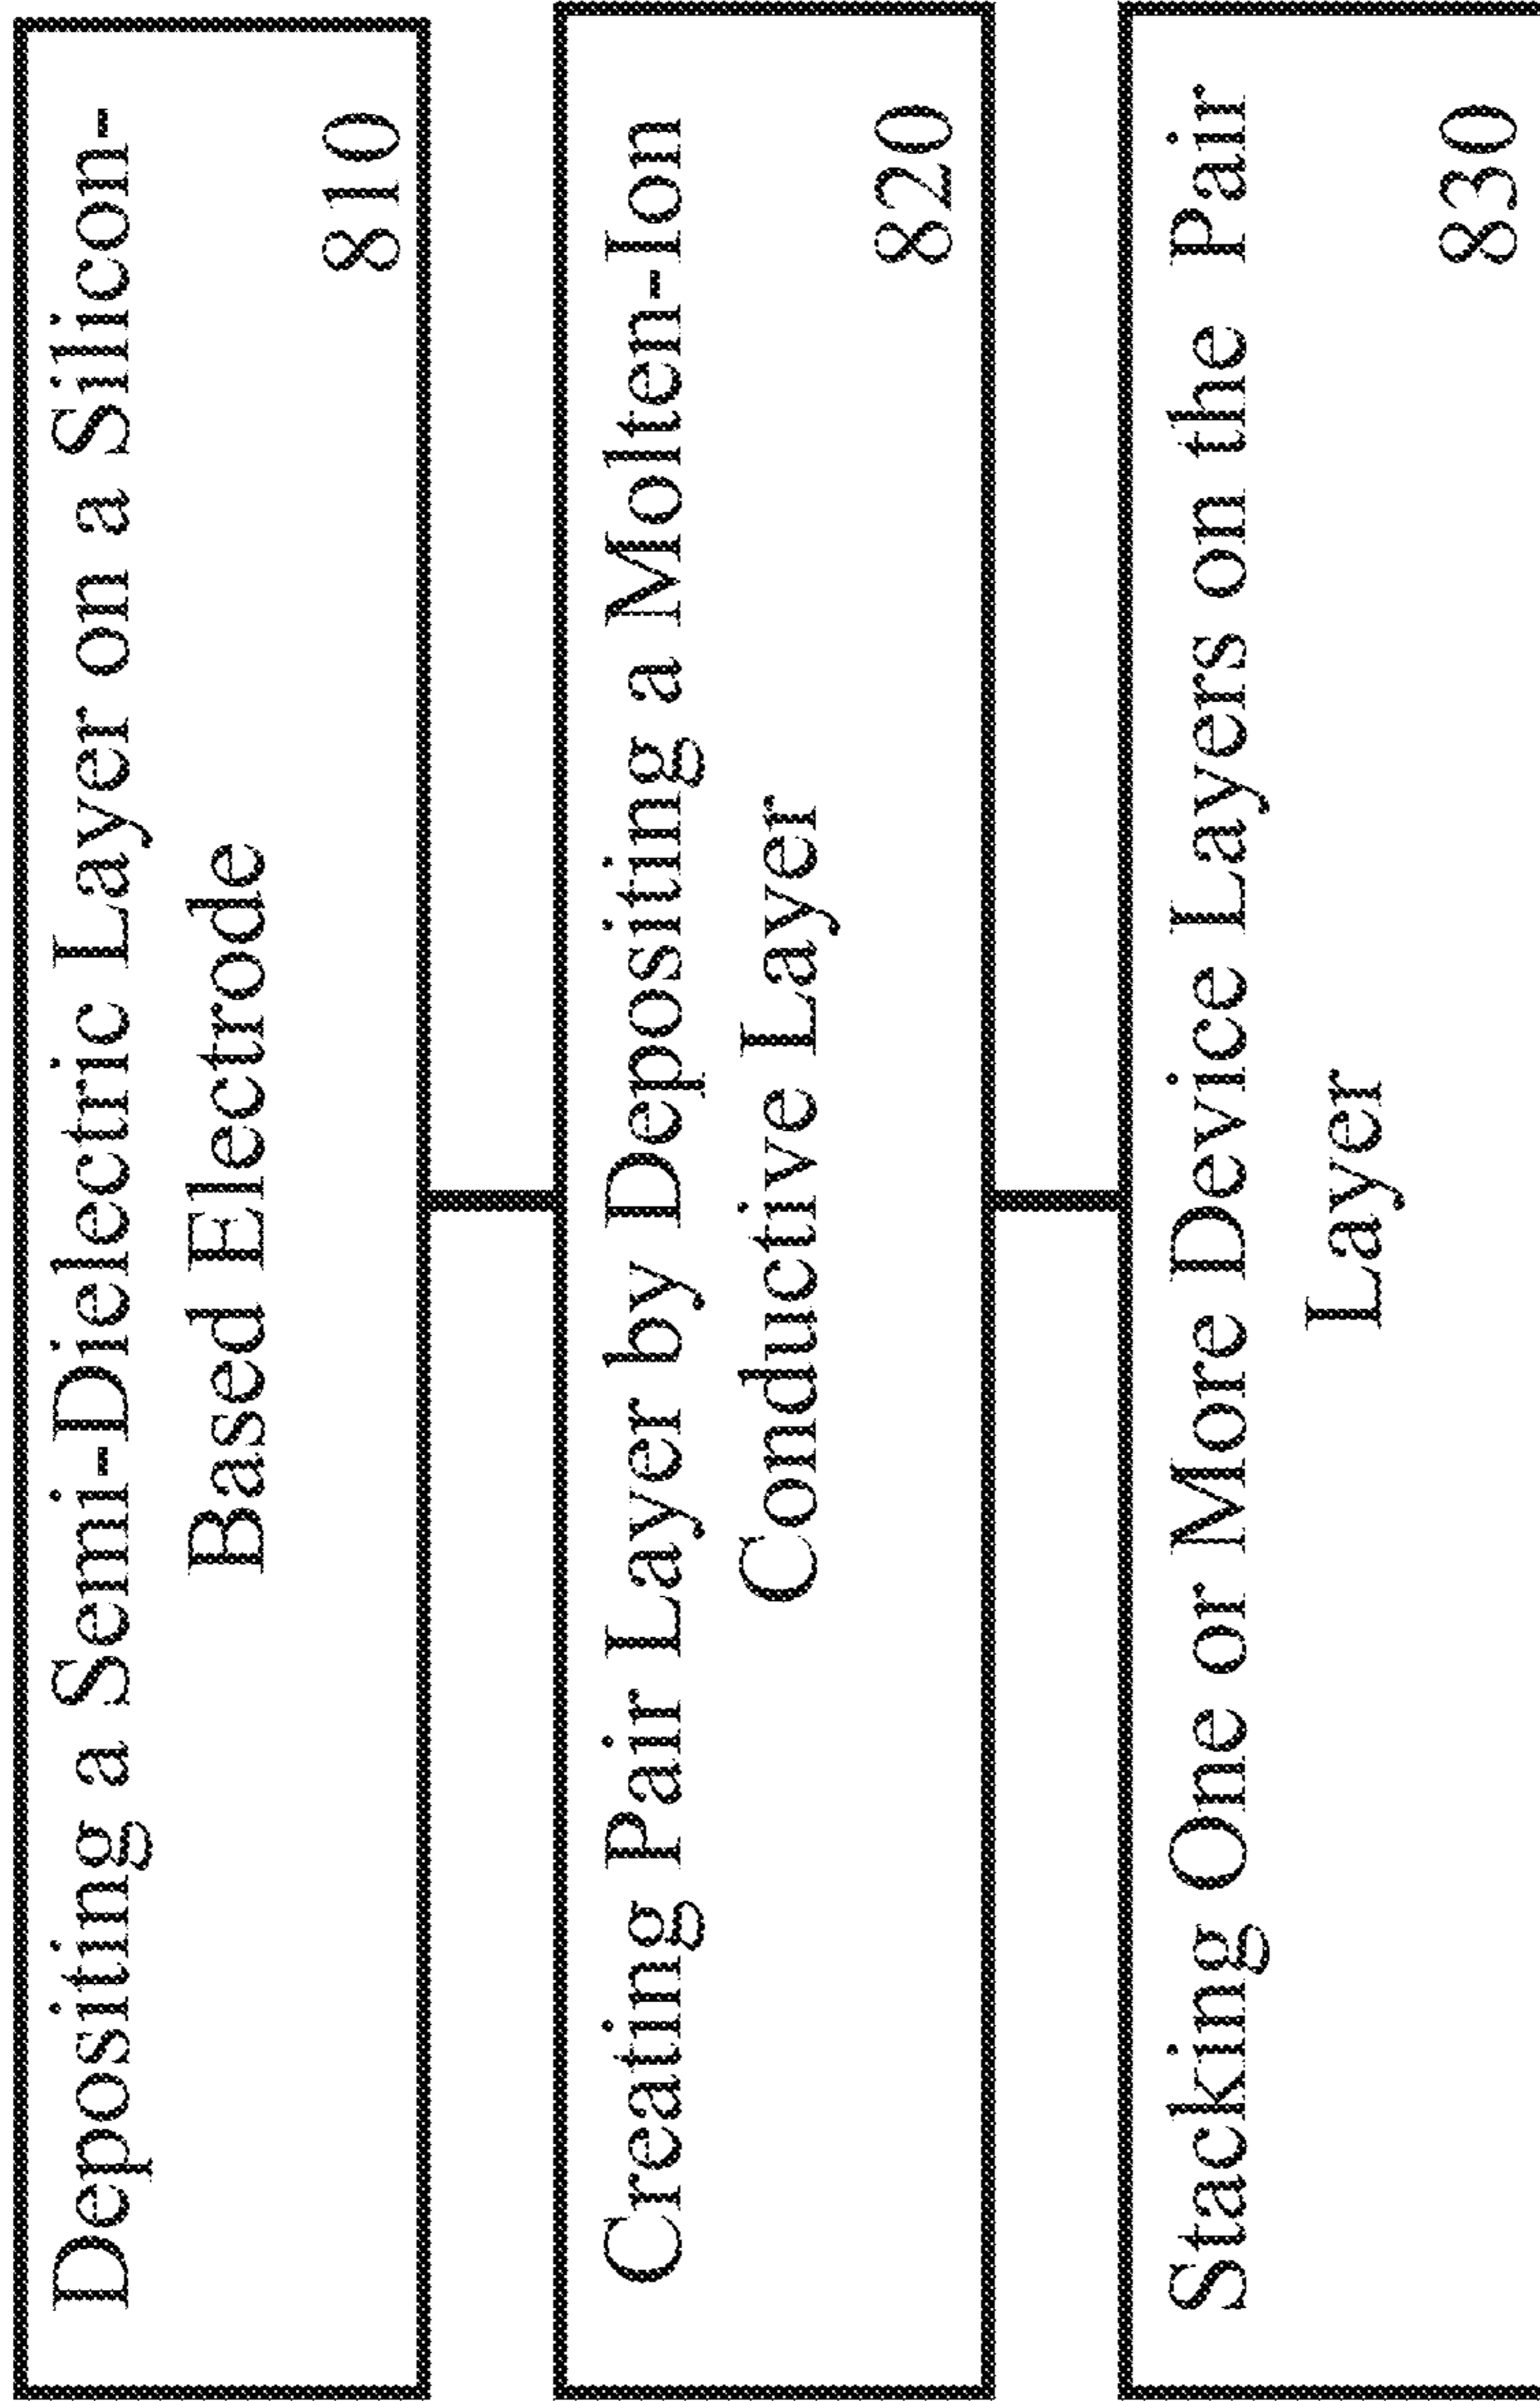 Depositing a Semi-Dielectric Layer on a Silicon-
Based Electrode
810
Creating Pair Layer by Depositing a Molten-Ion
Conductive Layer
820
Stacking One or More Device Layers on the Pair
Layer
830